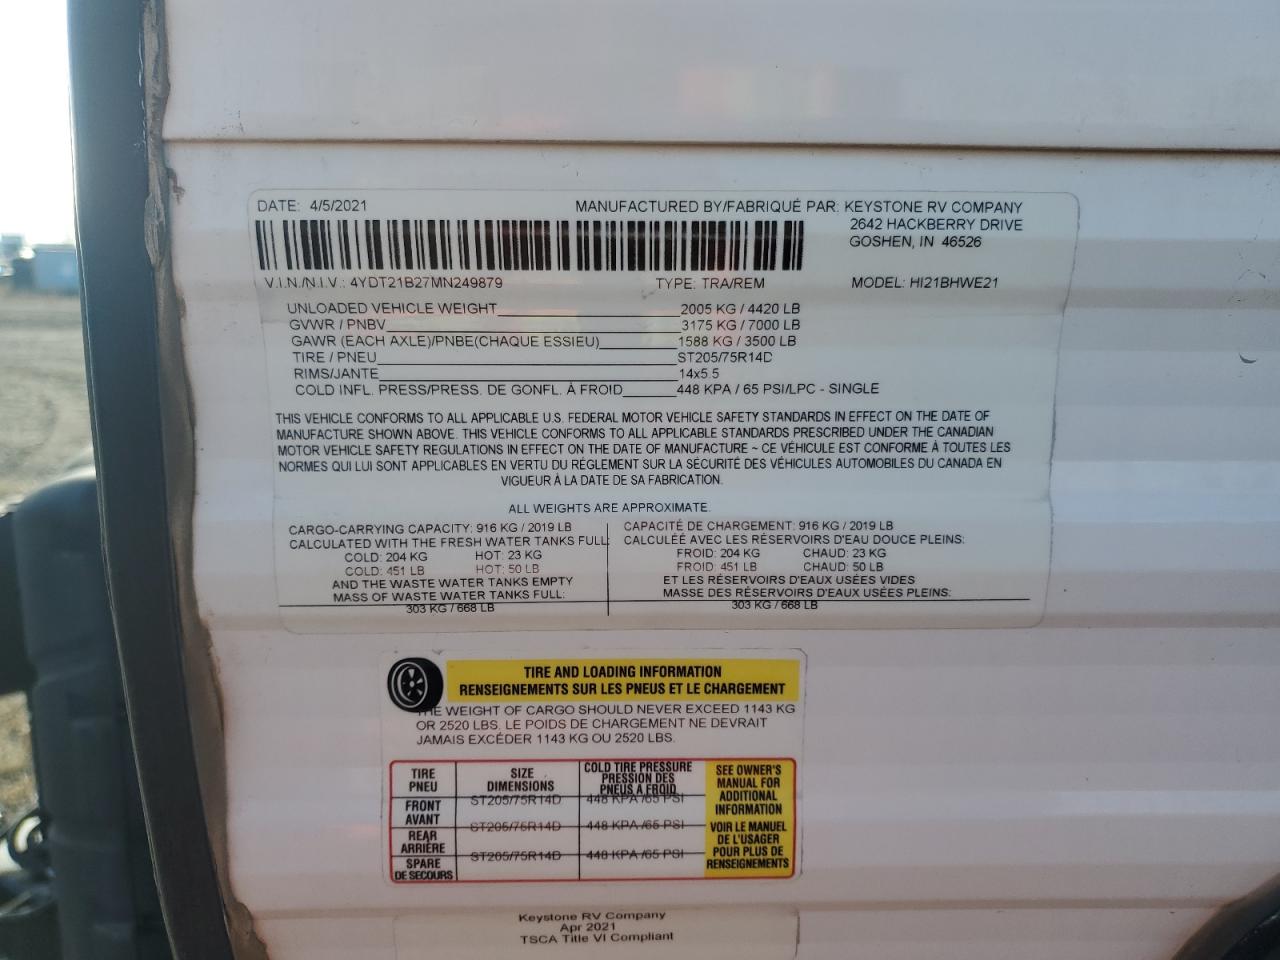 DATE: 4/5/2021 MANUFACTURED BY/FABRIQUÉ PAR: KEYSTONE RV COMPANY
2642 HACKBERRY DRIVE
GOSHEN, IN 46526
V.I.N./N.I.V.: 4YDT21B27MN249879 TYPE: TRA/REM MODEL: HI21BHWE21
UNLOADED VEHICLE WEIGHT 2005 KG / 4420 LB
GVWR / PNBV 3175 KG / 7000 LB
GAWR (EACH AXLE)/PNBE(CHAQUE ESSIEU) 1588 KG / 3500 LB
TIRE / PNEU ST205/75R14D
RIMS/JANTE 14x5.5
COLD INFL. PRESS/PRESS. DE GONFL. À FROID 448 KPA / 65 PSI/LPC - SINGLE
THIS VEHICLE CONFORMS TO ALL APPLICABLE U.S. FEDERAL MOTOR VEHICLE SAFETY STANDARDS IN EFFECT ON THE DATE OF
MANUFACTURE SHOWN ABOVE. THIS VEHICLE CONFORMS TO ALL APPLICABLE STANDARDS PRESCRIBED UNDER THE CANADIAN
MOTOR VEHICLE SAFETY REGULATIONS IN EFFECT ON THE DATE OF MANUFACTURE ~ CE VÉHICULE EST CONFORME À TOUTES LES
NORMES QUI LUI SONT APPLICABLES EN VERTU DU RÉGLEMENT SUR LA SÉCURITÉ DES VÉHICULES AUTOMOBILES DU CANADA EN
VIGUEUR À LA DATE DE SA FABRICATION.
ALL WEIGHTS ARE APPROXIMATE.
CARGO-CARRYING CAPACITY: 916 KG / 2019 LB
CALCULATED WITH THE FRESH WATER TANKS FULL:
COLD: 204 KG HOT: 23 KG
COLD: 451 LB HOT: 50 LB
AND THE WASTE WATER TANKS EMPTY
MASS OF WASTE WATER TANKS FULL:
303 KG / 668 LB
CAPACITÉ DE CHARGEMENT: 916 KG / 2019 LB
CALCULÉE AVEC LES RÉSERVOIRS D'EAU DOUCE PLEINS:
FROID: 204 KG CHAUD: 23 KG
FROID: 451 LB CHAUD: 50 LB
ET LES RÉSERVOIRS D'EAUX USÉES VIDES
MASSE DES RÉSERVOIRS D'EAUX USÉES PLEINS:
303 KG / 668 LB
TIRE AND LOADING INFORMATION
RENSEIGNEMENTS SUR LES PNEUS ET LE CHARGEMENT
THE WEIGHT OF CARGO SHOULD NEVER EXCEED 1143 KG
OR 2520 LBS. LE POIDS DE CHARGEMENT NE DEVRAIT
JAMAIS EXCÉDER 1143 KG OU 2520 LBS.
TIRE
PNEU
SIZE
DIMENSIONS
COLD TIRE PRESSURE
PRESSION DES
PNEUS A FROID
FRONT
AVANT
ST205/75R14D 448 KPA /65 PSI
REAR
ARRIÈRE
ST205/75R14D 448 KPA /65 PSI
SPARE
DE SECOURS
ST205/75R14D 448 KPA /65 PSI
SEE OWNER'S
MANUAL FOR
ADDITIONAL
INFORMATION
VOIR LE MANUEL
DE L'USAGER
POUR PLUS DE
RENSEIGNEMENTS
Keystone RV Company
Apr 2021
TSCA Title VI Compliant